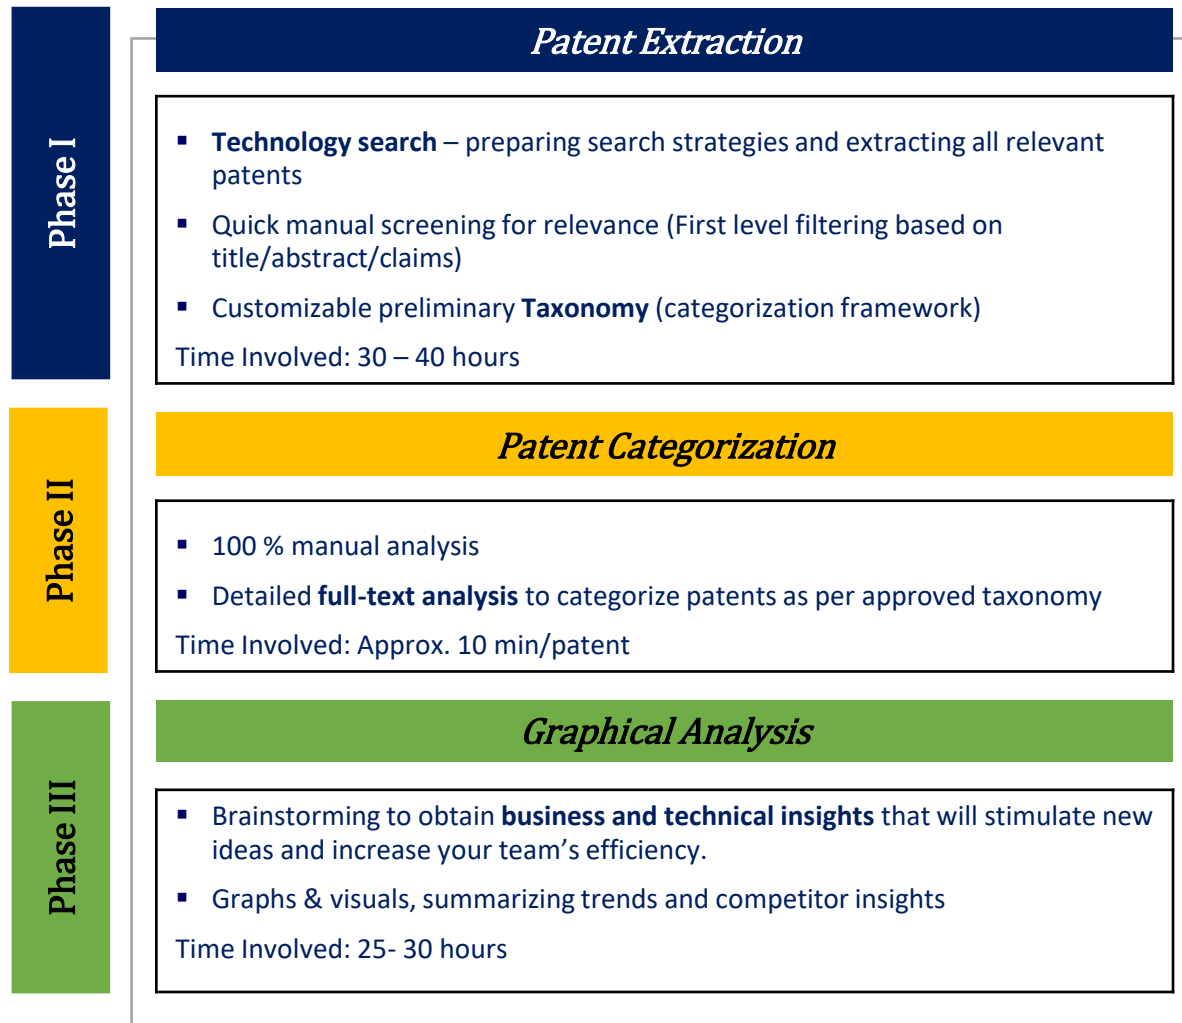 Phase I
Patent Extraction
▪ Technology search – preparing search strategies and extracting all relevant
patents
▪ Quick manual screening for relevance (First level filtering based on
title/abstract/claims)
▪ Customizable preliminary Taxonomy (categorization framework)
Time Involved: 30 – 40 hours
Phase II
Patent Categorization
▪ 100 % manual analysis
▪ Detailed full-text analysis to categorize patents as per approved taxonomy
Time Involved: Approx. 10 min/patent
Phase III
Graphical Analysis
▪ Brainstorming to obtain business and technical insights that will stimulate new
ideas and increase your team’s efficiency.
▪ Graphs & visuals, summarizing trends and competitor insights
Time Involved: 25- 30 hours